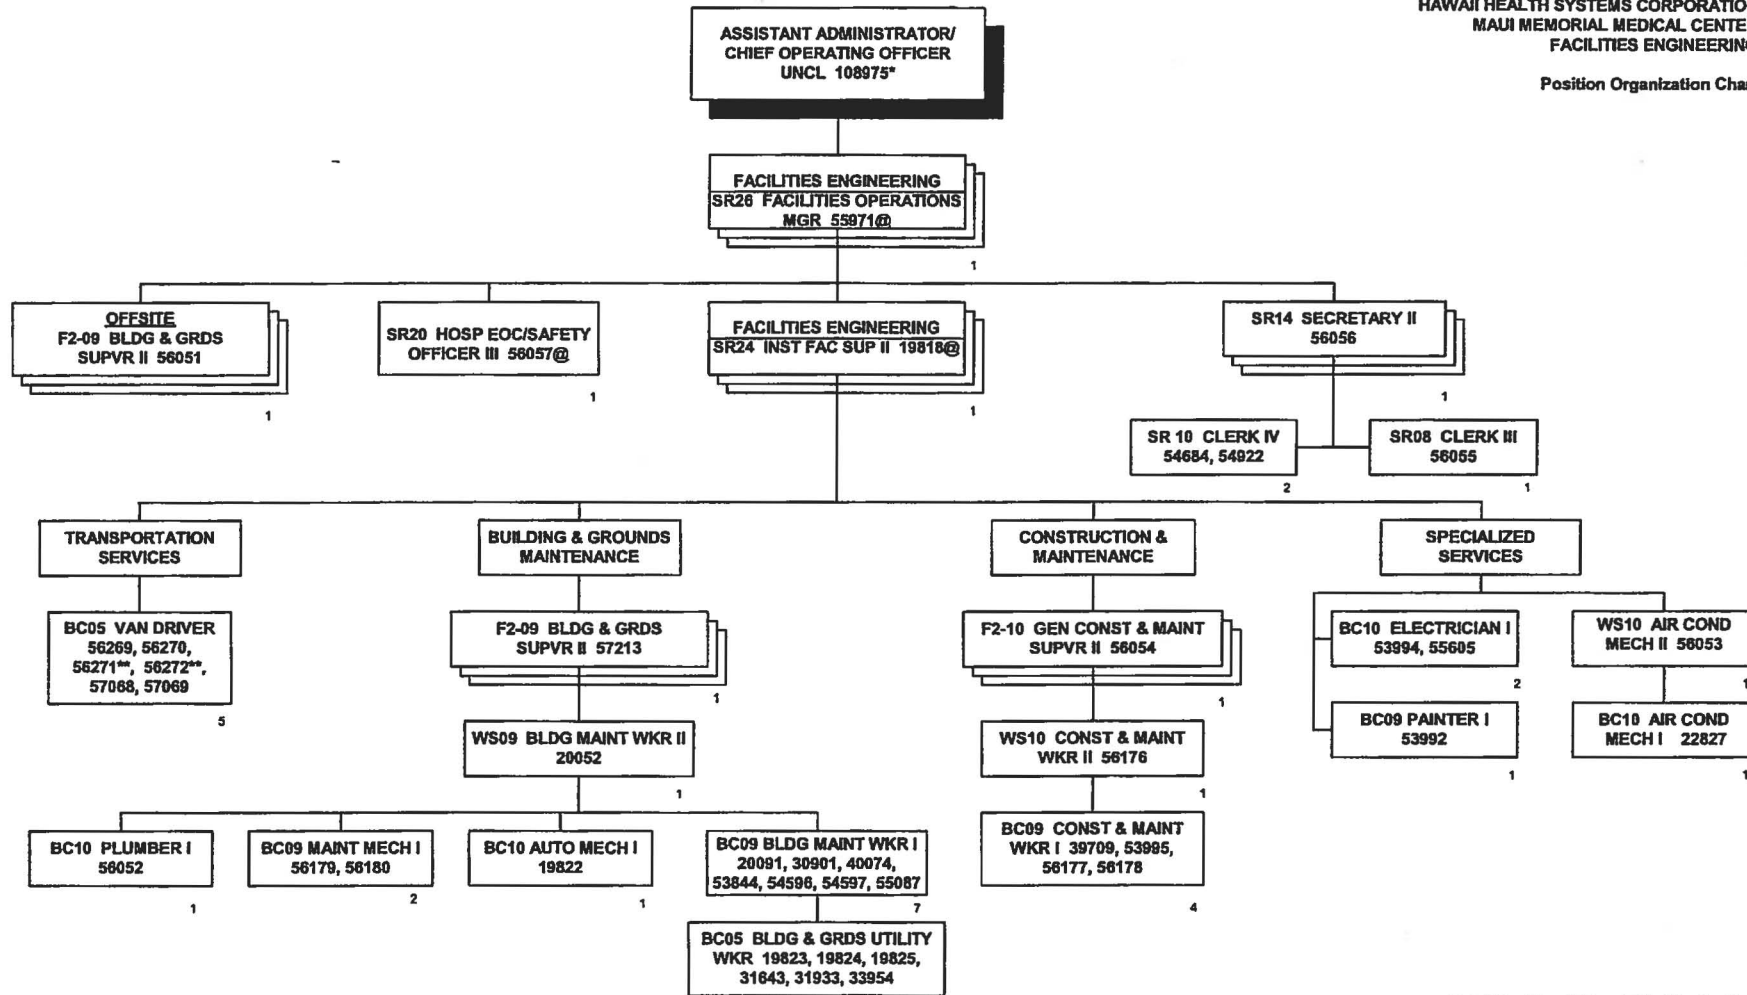 HAWAII HEALTH SYSTEMS CORPORATIO
MAUI MEMORIAL MEDICAL CENTE
FACILITIES ENGINEERIN
Position Organization Cha
ASSISTANT ADMINISTRATOR/
CHIEF OPERATING OFFICER
UNCL 108975*
FACILITIES ENGINEERING
SR26 FACILITIES OPERATIONS
MGR 55971@
1
OFFSITE
F2-09 BLDG & GRDS
SUPVR II 56051
1
SR20 HOSP EOC/SAFETY
OFFICER III 56057@
1
FACILITIES ENGINEERING
SR24 INST FAC SUP II 19818@
1
SR14 SECRETARY II
56056
1
SR 10 CLERK IV
54684, 54922
2
SR08 CLERK III
56055
1
TRANSPORTATION
SERVICES
BUILDING & GROUNDS
MAINTENANCE
CONSTRUCTION &
MAINTENANCE
SPECIALIZED
SERVICES
BC05 VAN DRIVER
56269, 56270,
56271**, 56272**,
57068, 57069
5
F2-09 BLDG & GRDS
SUPVR II 57213
1
F2-10 GEN CONST & MAINT
SUPVR II 56054
1
BC10 ELECTRICIAN I
53994, 55605
2
WS10 AIR COND
MECH II 56053
1
WS09 BLDG MAINT WKR II
20052
1
WS10 CONST & MAINT
WKR II 56176
1
BC09 PAINTER I
53992
1
BC10 AIR COND
MECH I 22827
1
BC10 PLUMBER I
56052
1
BC09 MAINT MECH I
56179, 56180
2
BC10 AUTO MECH I
19822
1
BC09 BLDG MAINT WKR I
20091, 30901, 40074,
53844, 54596, 54597, 55087
7
BC09 CONST & MAINT
WKR I 39709, 53995,
56177, 56178
4
BC05 BLDG & GRDS UTILITY
WKR 19823, 19824, 19825,
31643, 31933, 33954